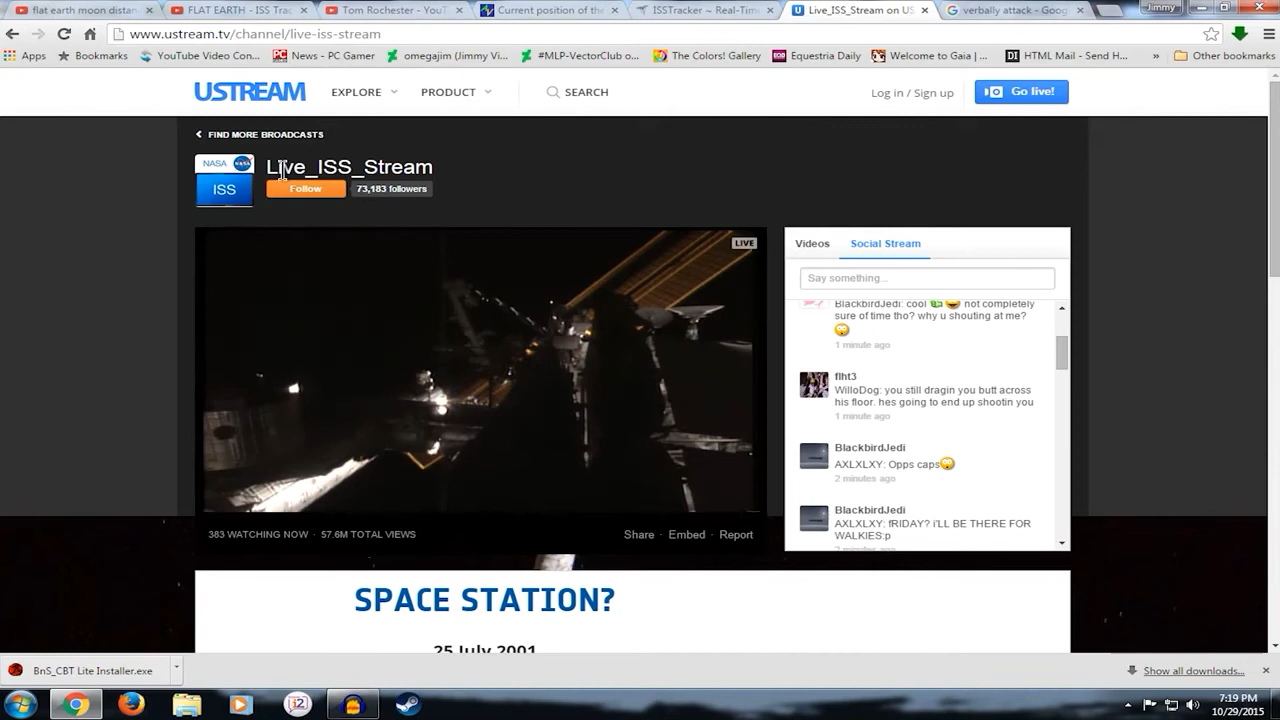 flat earth moon distanc
FLAT EARTH - ISS Trac
Tom Rochester - YouT
Current position of the
ISSTracker ~ Real-Time
Live_ISS_Stream on US
verbally attack - Goog
Jimmy
www.ustream.tv/channel/live-iss-stream
Apps
Bookmarks
YouTube Video Con...
News - PC Gamer
omegajim (Jimmy Vi...
#MLP-VectorClub o...
The Colors! Gallery
Equestria Daily
Welcome to Gaia |...
HTML Mail - Send H...
»
Other bookmarks
USTREAM
EXPLORE
PRODUCT
SEARCH
Log in / Sign up
Go live!
FIND MORE BROADCASTS
NASA
ISS
Live_ISS_Stream
Follow
73,183 followers
LIVE
Videos
Social Stream
Say something...
BlackbirdJedi: cool not completely
sure of time tho? why u shouting at me?
1 minute ago
flht3
WilloDog: you still dragin you butt across
his floor. hes going to end up shootin you
1 minute ago
BlackbirdJedi
AXLXLXY: Opps caps
2 minutes ago
BlackbirdJedi
AXLXLXY: fRIDAY? i'LL BE THERE FOR
WALKIES:p
2 minutes ago
383 WATCHING NOW · 57.6M TOTAL VIEWS
Share · Embed · Report
SPACE STATION?
25 July 2001
BnS_CBT Lite Installer.exe
Show all downloads...
7:19 PM
10/29/2015